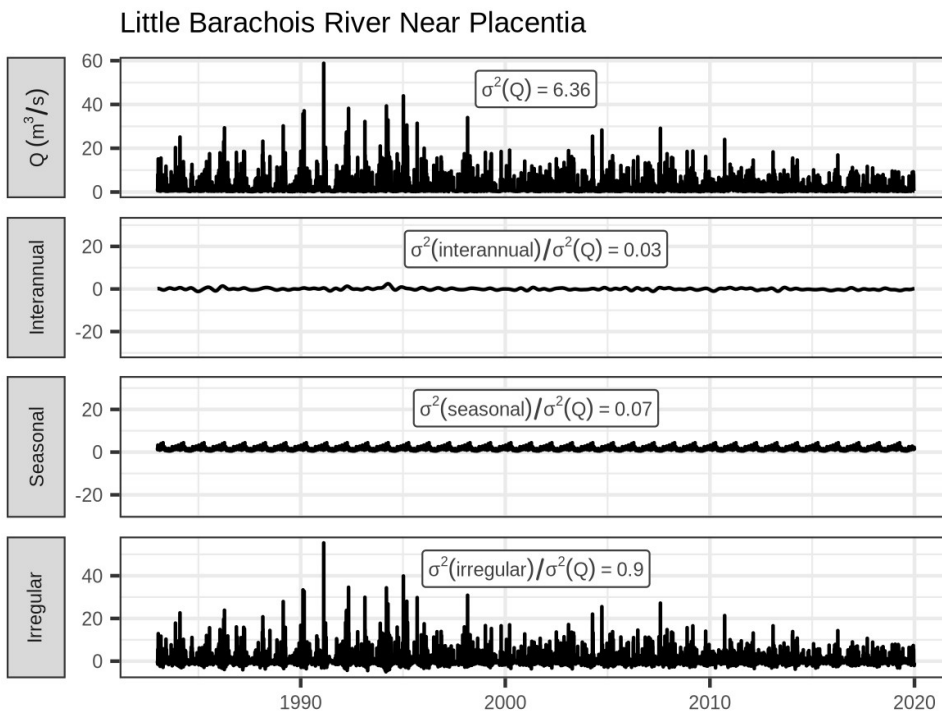 Little Barachois River Near Placentia
Q (m³/s)
60
40
20
0
σ²(Q) = 6.36
Interannual
20
0
-20
σ²(interannual)/σ²(Q) = 0.03
Seasonal
20
0
-20
σ²(seasonal)/σ²(Q) = 0.07
Irregular
40
20
0
σ²(irregular)/σ²(Q) = 0.9
1990 2000 2010 2020